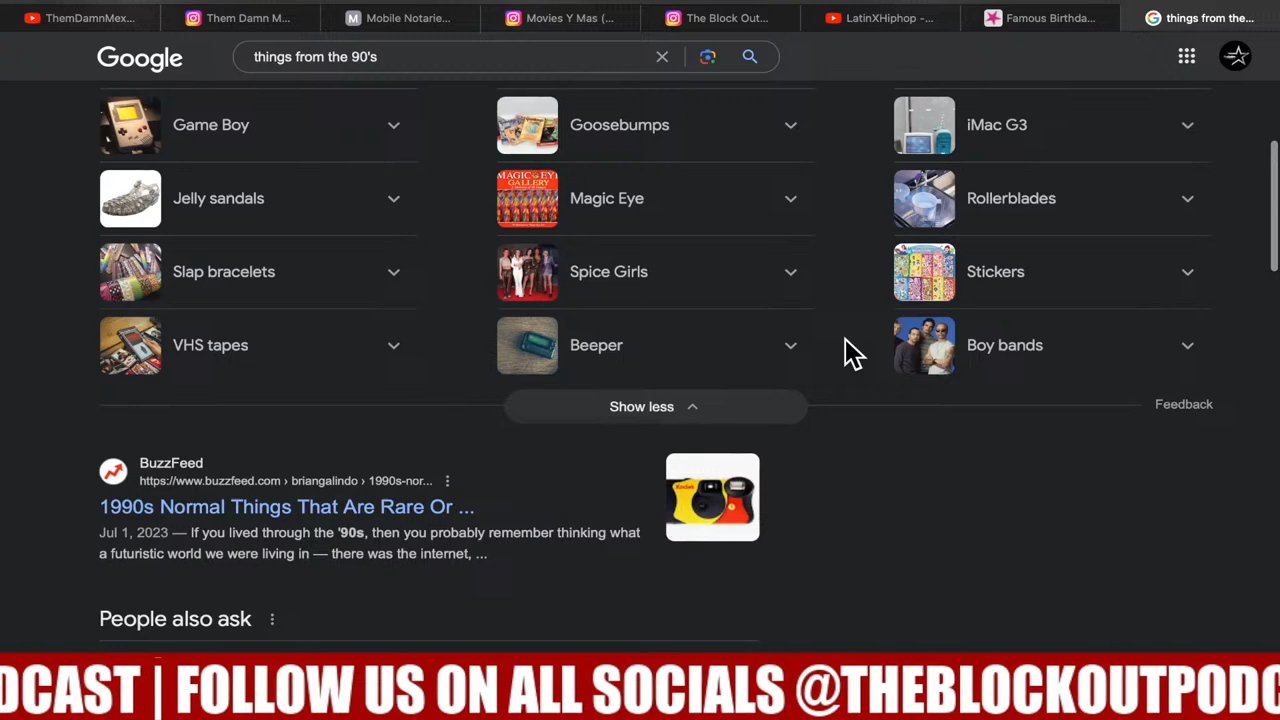 ThemDamnMex...
Them Damn M...
Mobile Notarie...
Movies Y Mas (...
The Block Out...
LatinXHiphop -...
Famous Birthda...
things from the...
Google
things from the 90's
Game Boy
Goosebumps
iMac G3
Jelly sandals
MAGIC EYE
GALLERY
Magic Eye
Rollerblades
Slap bracelets
Spice Girls
Stickers
VHS tapes
Beeper
Boy bands
Show less
Feedback
BuzzFeed
https://www.buzzfeed.com › briangalindo › 1990s-nor...
1990s Normal Things That Are Rare Or ...
Kodak
Jul 1, 2023 — If you lived through the '90s, then you probably remember thinking what
a futuristic world we were living in — there was the internet, ...
People also ask
DCAST | FOLLOW US ON ALL SOCIALS @THEBLOCKOUTPODC